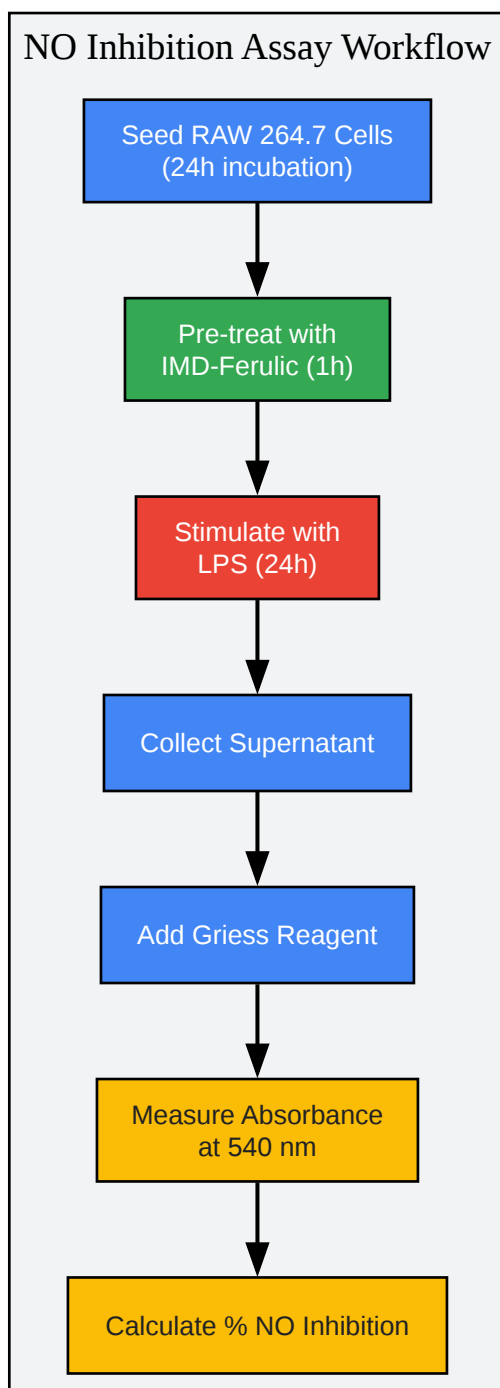 NO Inhibition Assay Workflow
Seed RAW 264.7 Cells
(24h incubation)
Pre-treat with
IMD-Ferulic (1h)
Stimulate with
LPS (24h)
Collect Supernatant
Add Griess Reagent
Measure Absorbance
at 540 nm
Calculate % NO Inhibition